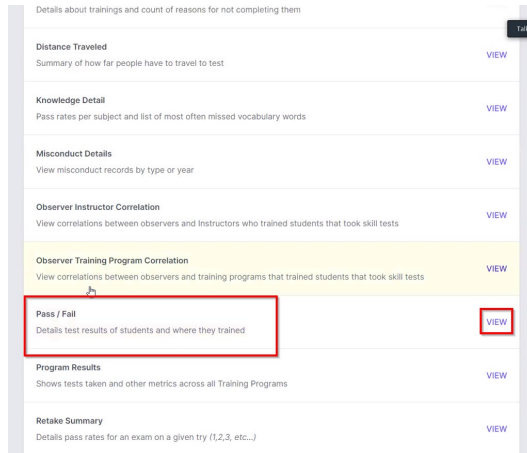 Details about trainings and count of reasons for not completing them
Distance Traveled
Summary of how far people have to travel to test
VIEW
Knowledge Detail
Pass rates per subject and list of most often missed vocabulary words
VIEW
Misconduct Details
View misconduct records by type or year
VIEW
Observer Instructor Correlation
View correlations between observers and Instructors who trained students that took skill tests
VIEW
Observer Training Program Correlation
View correlations between observers and training programs that trained students that took skill tests
VIEW
Pass / Fail
Details test results of students and where they trained
VIEW
Program Results
Shows tests taken and other metrics across all Training Programs
VIEW
Retake Summary
Details pass rates for an exam on a given try (1,2,3, etc...)
VIEW